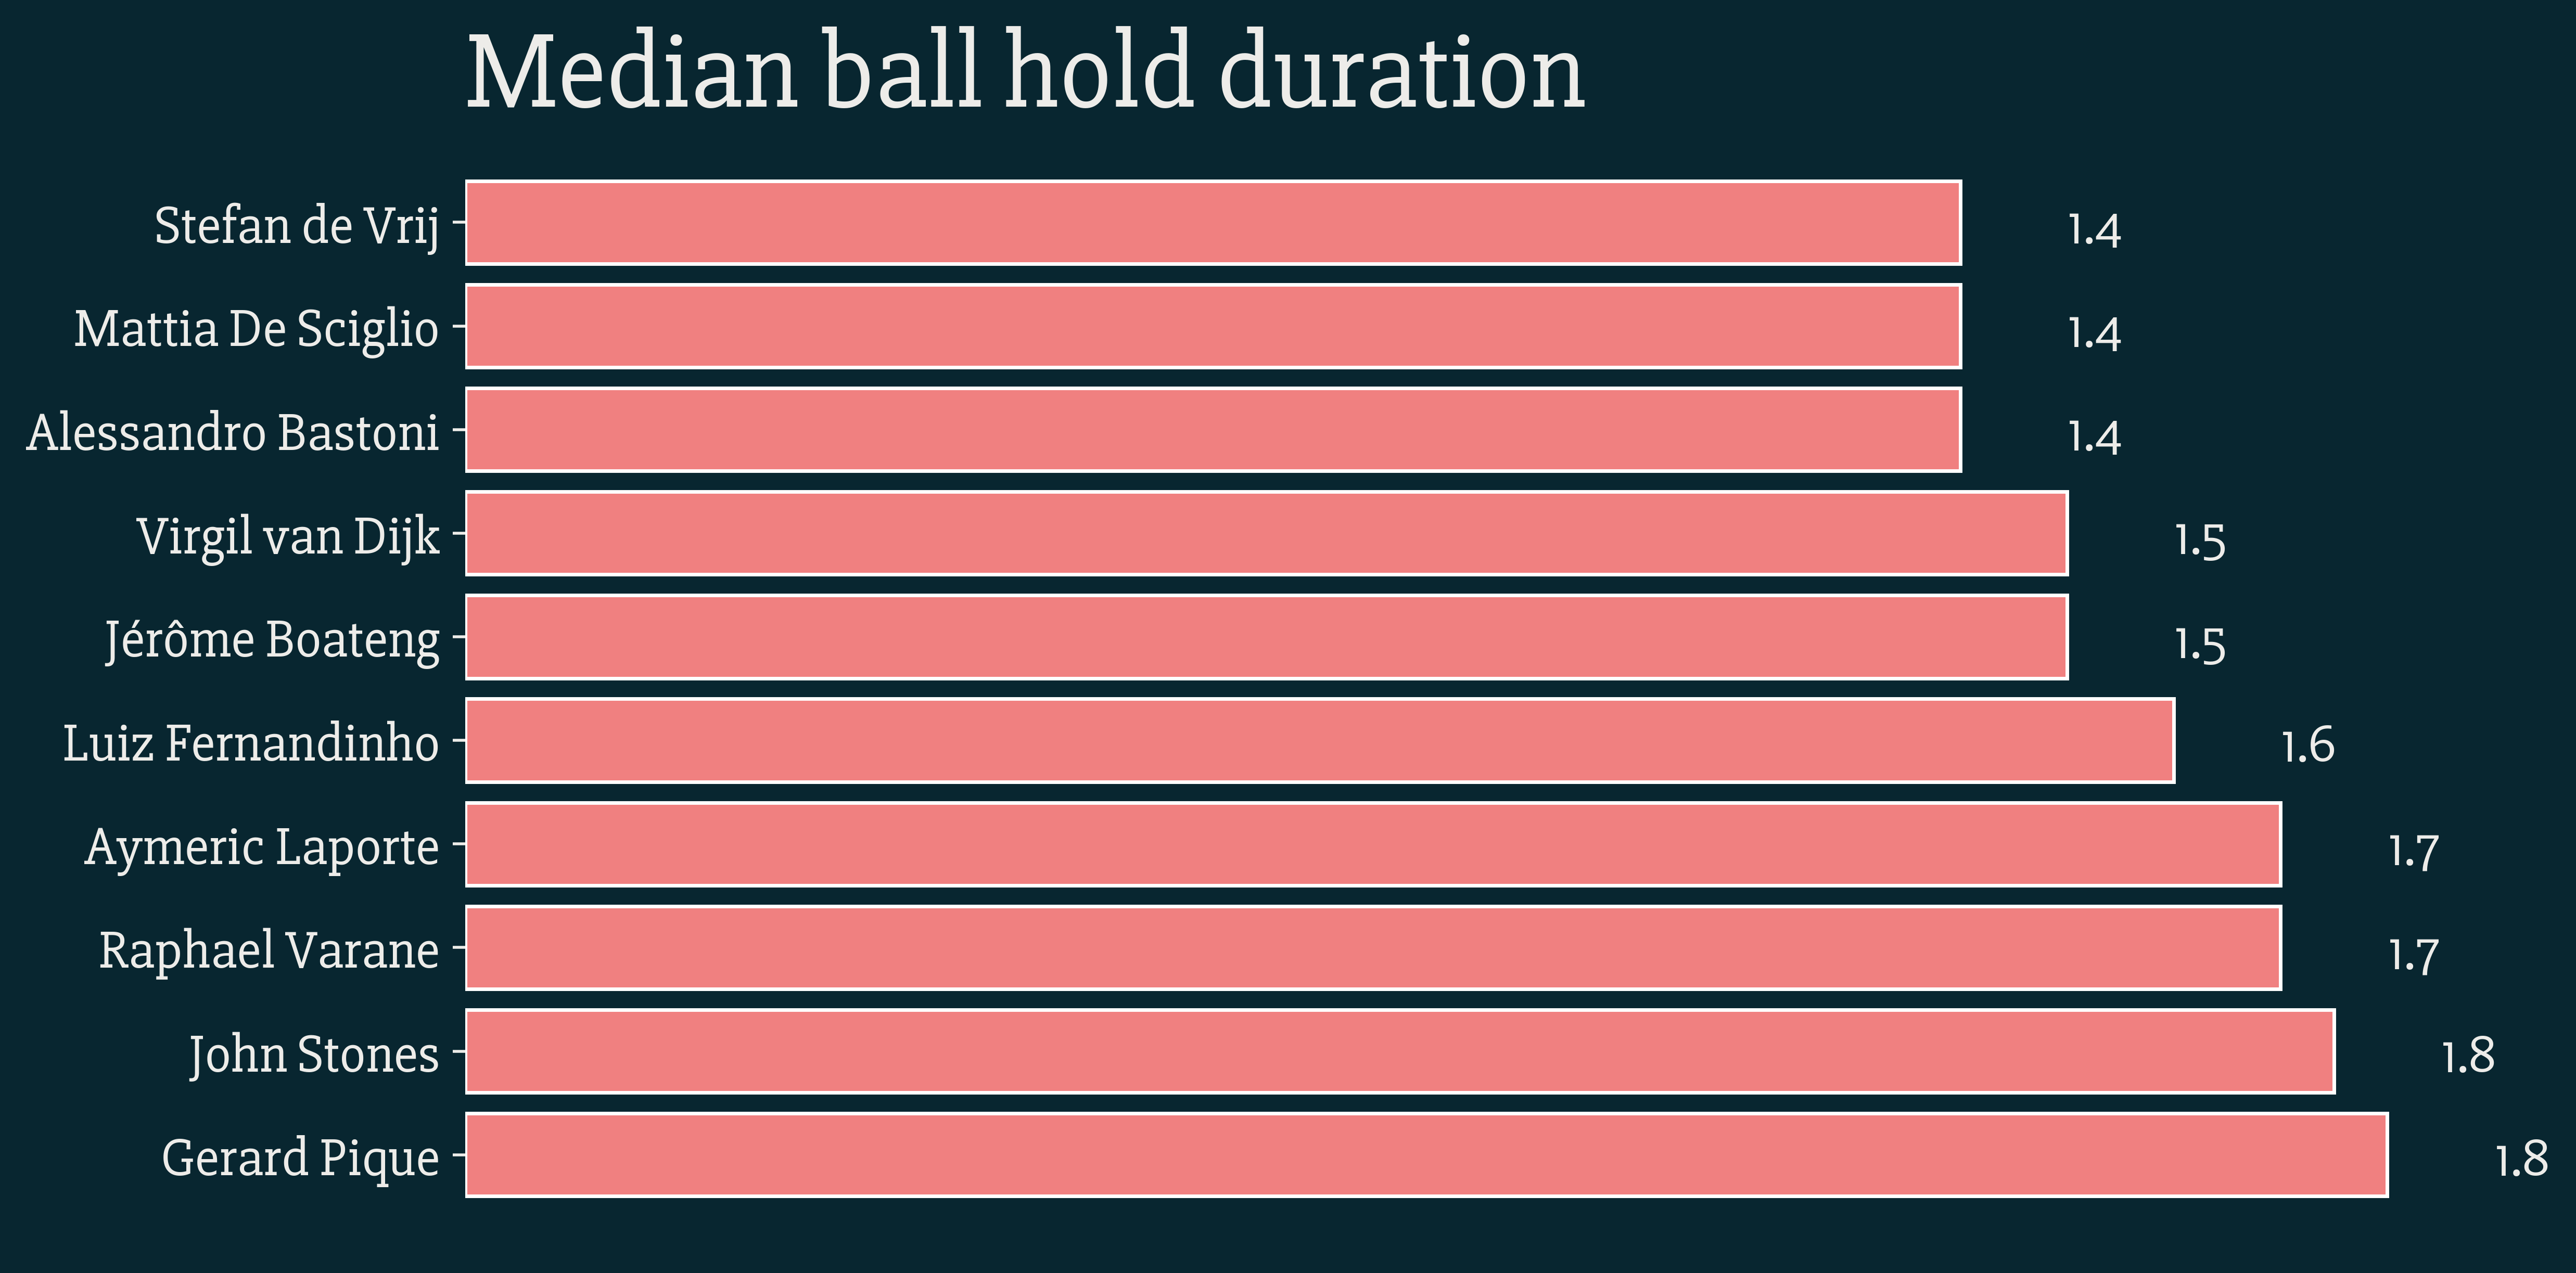 Median ball hold duration
Stefan de Vrij 1.4
Mattia De Sciglio 1.4
Alessandro Bastoni 1.4
Virgil van Dijk 1.5
Jérôme Boateng 1.5
Luiz Fernandinho 1.6
Aymeric Laporte 1.7
Raphael Varane 1.7
John Stones 1.8
Gerard Pique 1.8